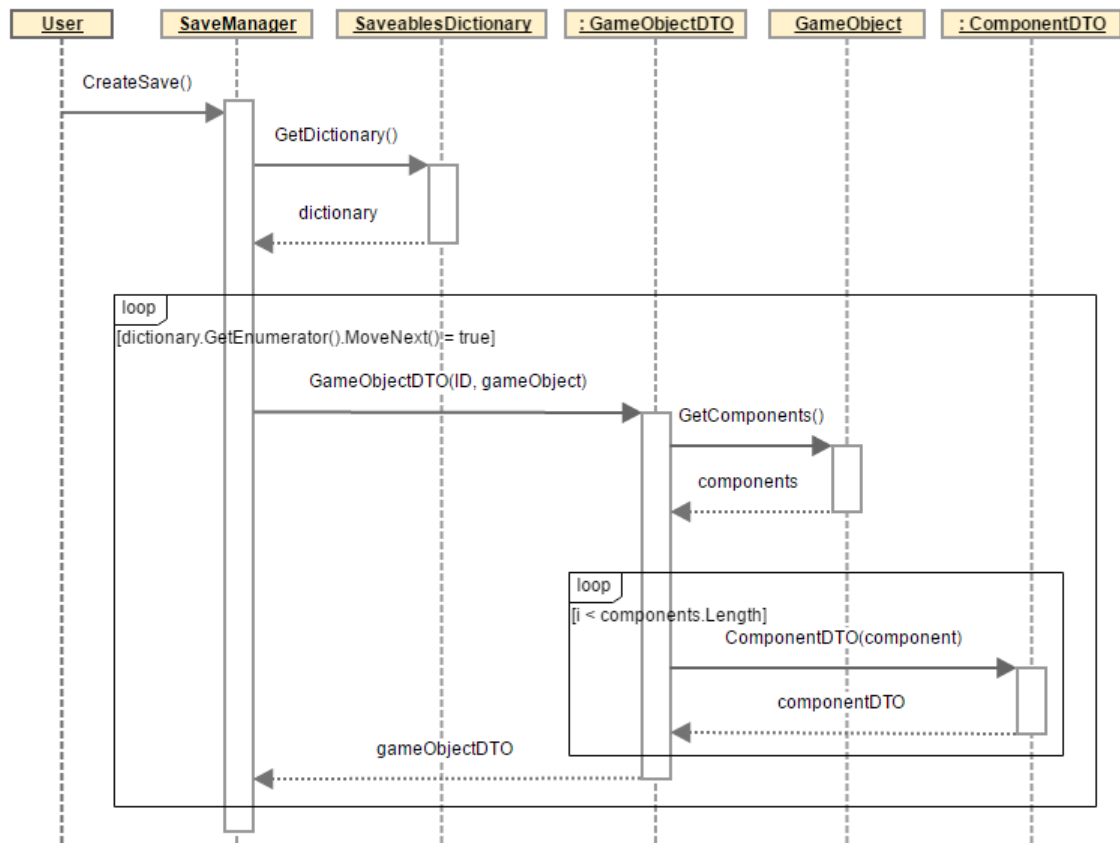 User
SaveManager
SaveablesDictionary
: GameObjectDTO
GameObject
: ComponentDTO
CreateSave()
GetDictionary()
dictionary
loop
[dictionary.GetEnumerator().MoveNext() = true]
GameObjectDTO(ID, gameObject)
GetComponents()
components
loop
[i < components.Length]
ComponentDTO(component)
componentDTO
gameObjectDTO